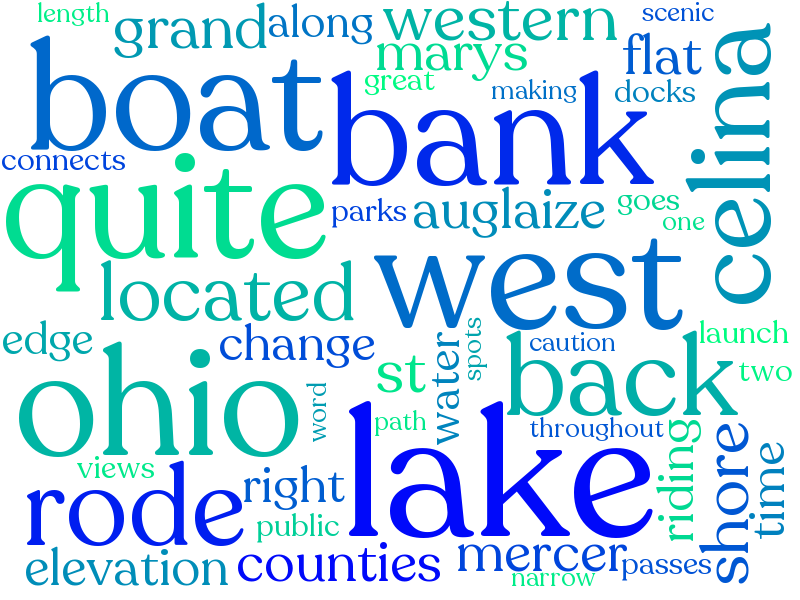 length
grand
along
western
scenic
boat
marys
flat
celina
great
making
docks
bank
connects
quite
parks
auglaize
goes
one
located
west
edge
change
st
water
spots
caution
launch
ohio
word
back
two
path
lake
throughout
riding
shore
time
views
rode
right
public
elevation
counties
mercer
narrow
passes